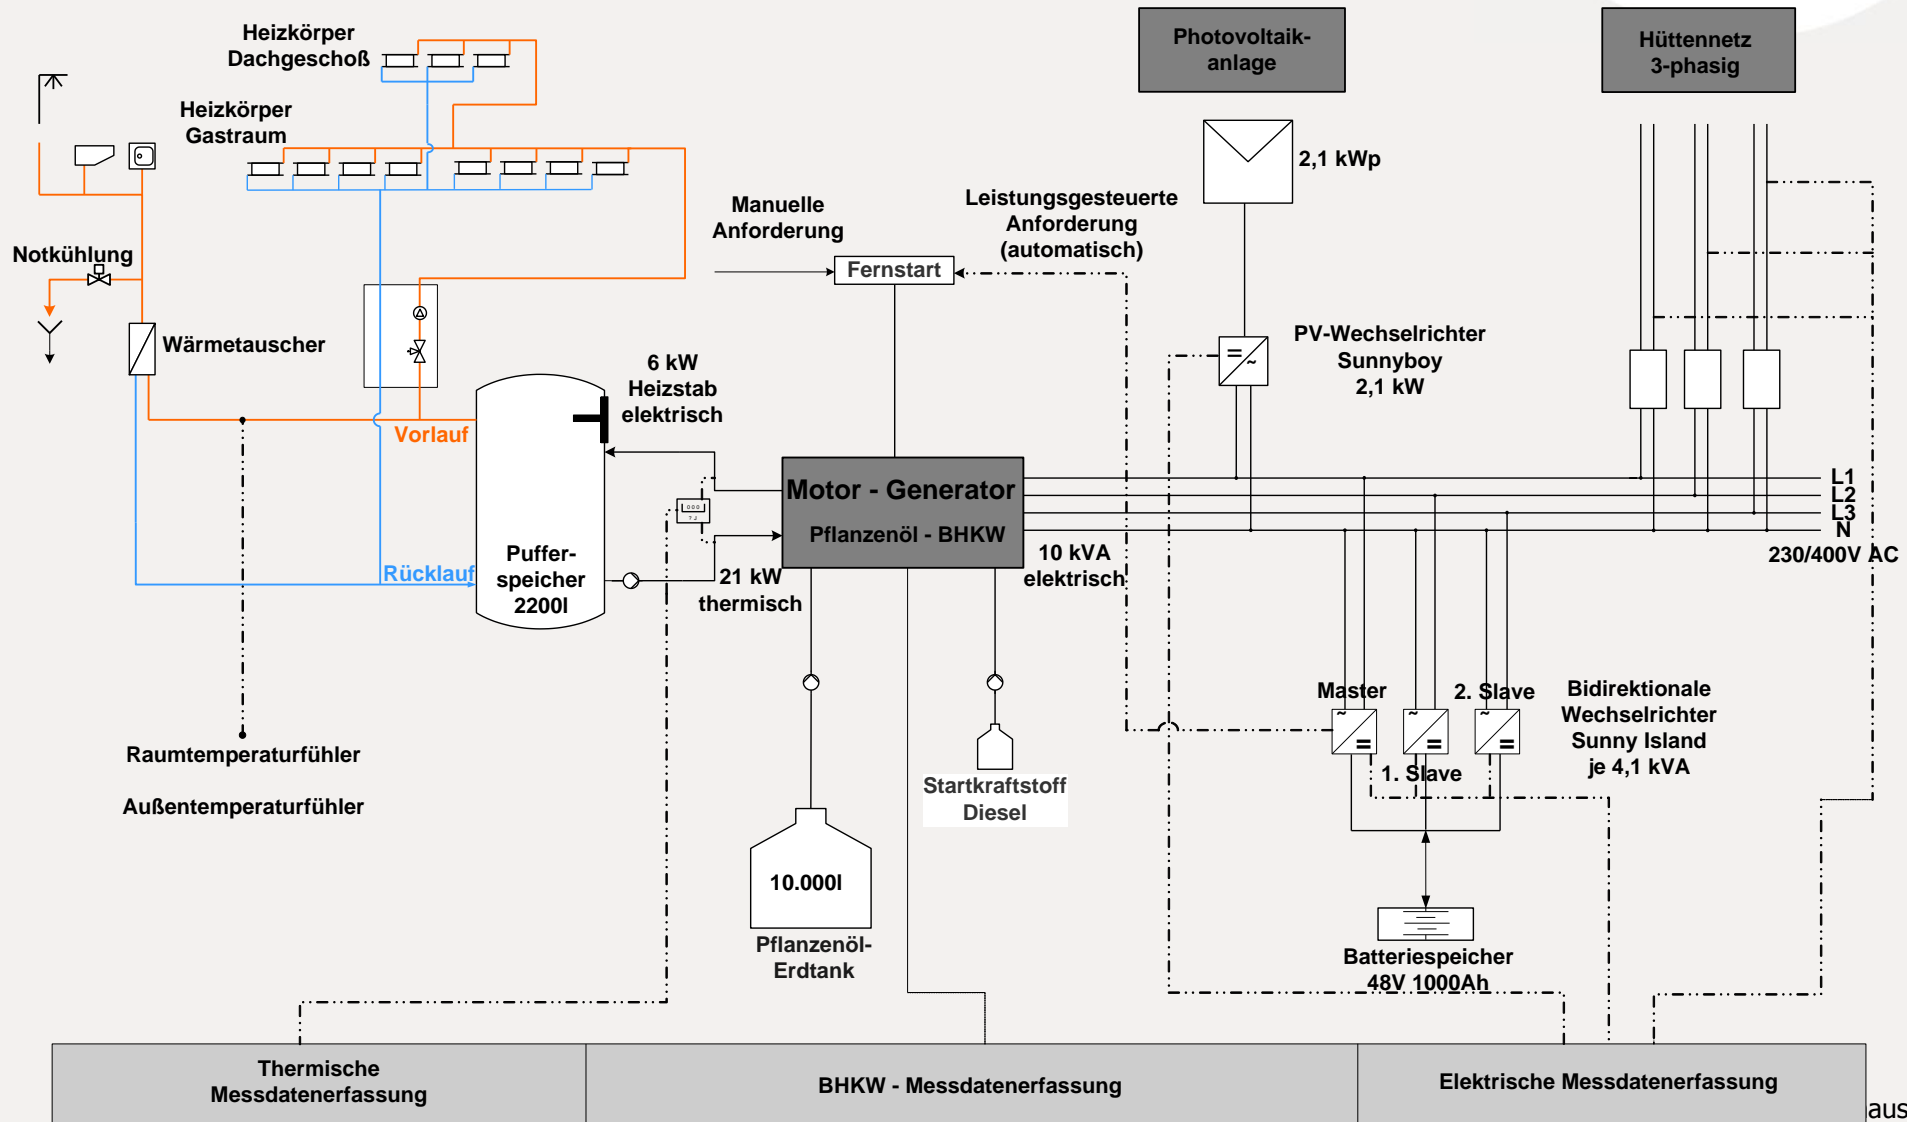 Heizkörper
Dachgeschoß
Heizkörper
Gastraum
Notkühlung
Wärmetauscher
Vorlauf
Rücklauf
Raumtemperaturfühler
Außentemperaturfühler
6 kW
Heizstab
elektrisch
Puffer-
speicher
2200l
21 kW
thermisch
Manuelle
Anforderung
Fernstart
Leistungsgesteuerte
Anforderung
(automatisch)
Motor - Generator
Pflanzenöl - BHKW
10 kVA
elektrisch
10.000l
Pflanzenöl-
Erdtank
Startkraftstoff
Diesel
Photovoltaik-
anlage
2,1 kWp
PV-Wechselrichter
Sunnyboy
2,1 kW
Hüttennetz
3-phasig
L1
L2
L3
N
230/400V AC
Master
1. Slave
2. Slave
Bidirektionale
Wechselrichter
Sunny Island
je 4,1 kVA
Batteriespeicher
48V 1000Ah
Thermische
Messdatenerfassung
BHKW - Messdatenerfassung
Elektrische Messdatenerfassung
aus